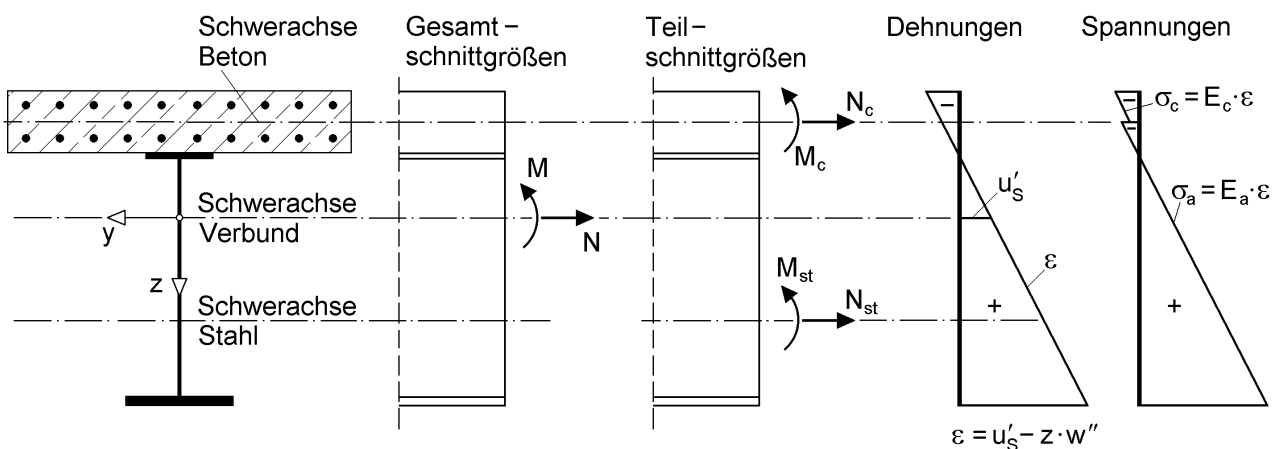 Schwerachse
Beton
Gesamt–
schnittgrößen
Teil–
schnittgrößen
Dehnungen
Spannungen
N_c
M_c
–
–
σ_c = E_c · ε
–
M
N
Schwerachse
Verbund
y
z
u'_S
σ_a = E_a · ε
ε
M_st
N_st
Schwerachse
Stahl
+
+
ε = u'_S – z · w''